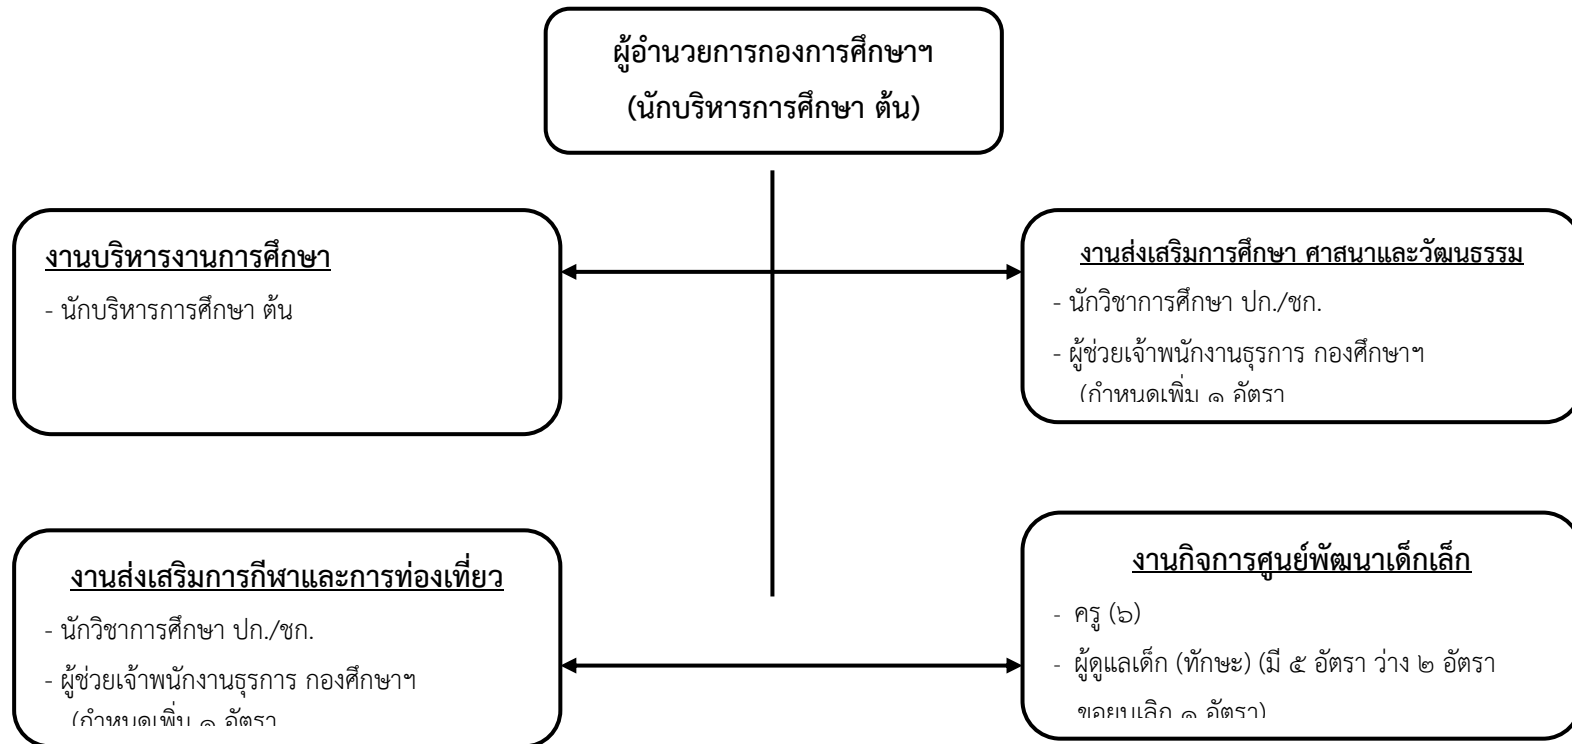 ผู้อำนวยการกองการศึกษาฯ
(นักบริหารการศึกษา ต้น)
งานบริหารงานการศึกษา
- นักบริหารการศึกษา ต้น
งานส่งเสริมการศึกษา ศาสนาและวัฒนธรรม
- นักวิชาการศึกษา ปก./ชก.
- ผู้ช่วยเจ้าพนักงานธุรการ กองศึกษาฯ
(กำหนดเพิ่ม ๑ อัตรา
งานส่งเสริมการกีฬาและการท่องเที่ยว
- นักวิชาการศึกษา ปก./ชก.
- ผู้ช่วยเจ้าพนักงานธุรการ กองศึกษาฯ
(กำหนดเพิ่ม ๑ อัตรา
งานกิจการศูนย์พัฒนาเด็กเล็ก
- ครู (๖)
- ผู้ดูแลเด็ก (ทักษะ) (มี ๕ อัตรา ว่าง ๒ อัตรา
ขอยุบเลิก ๑ อัตรา)